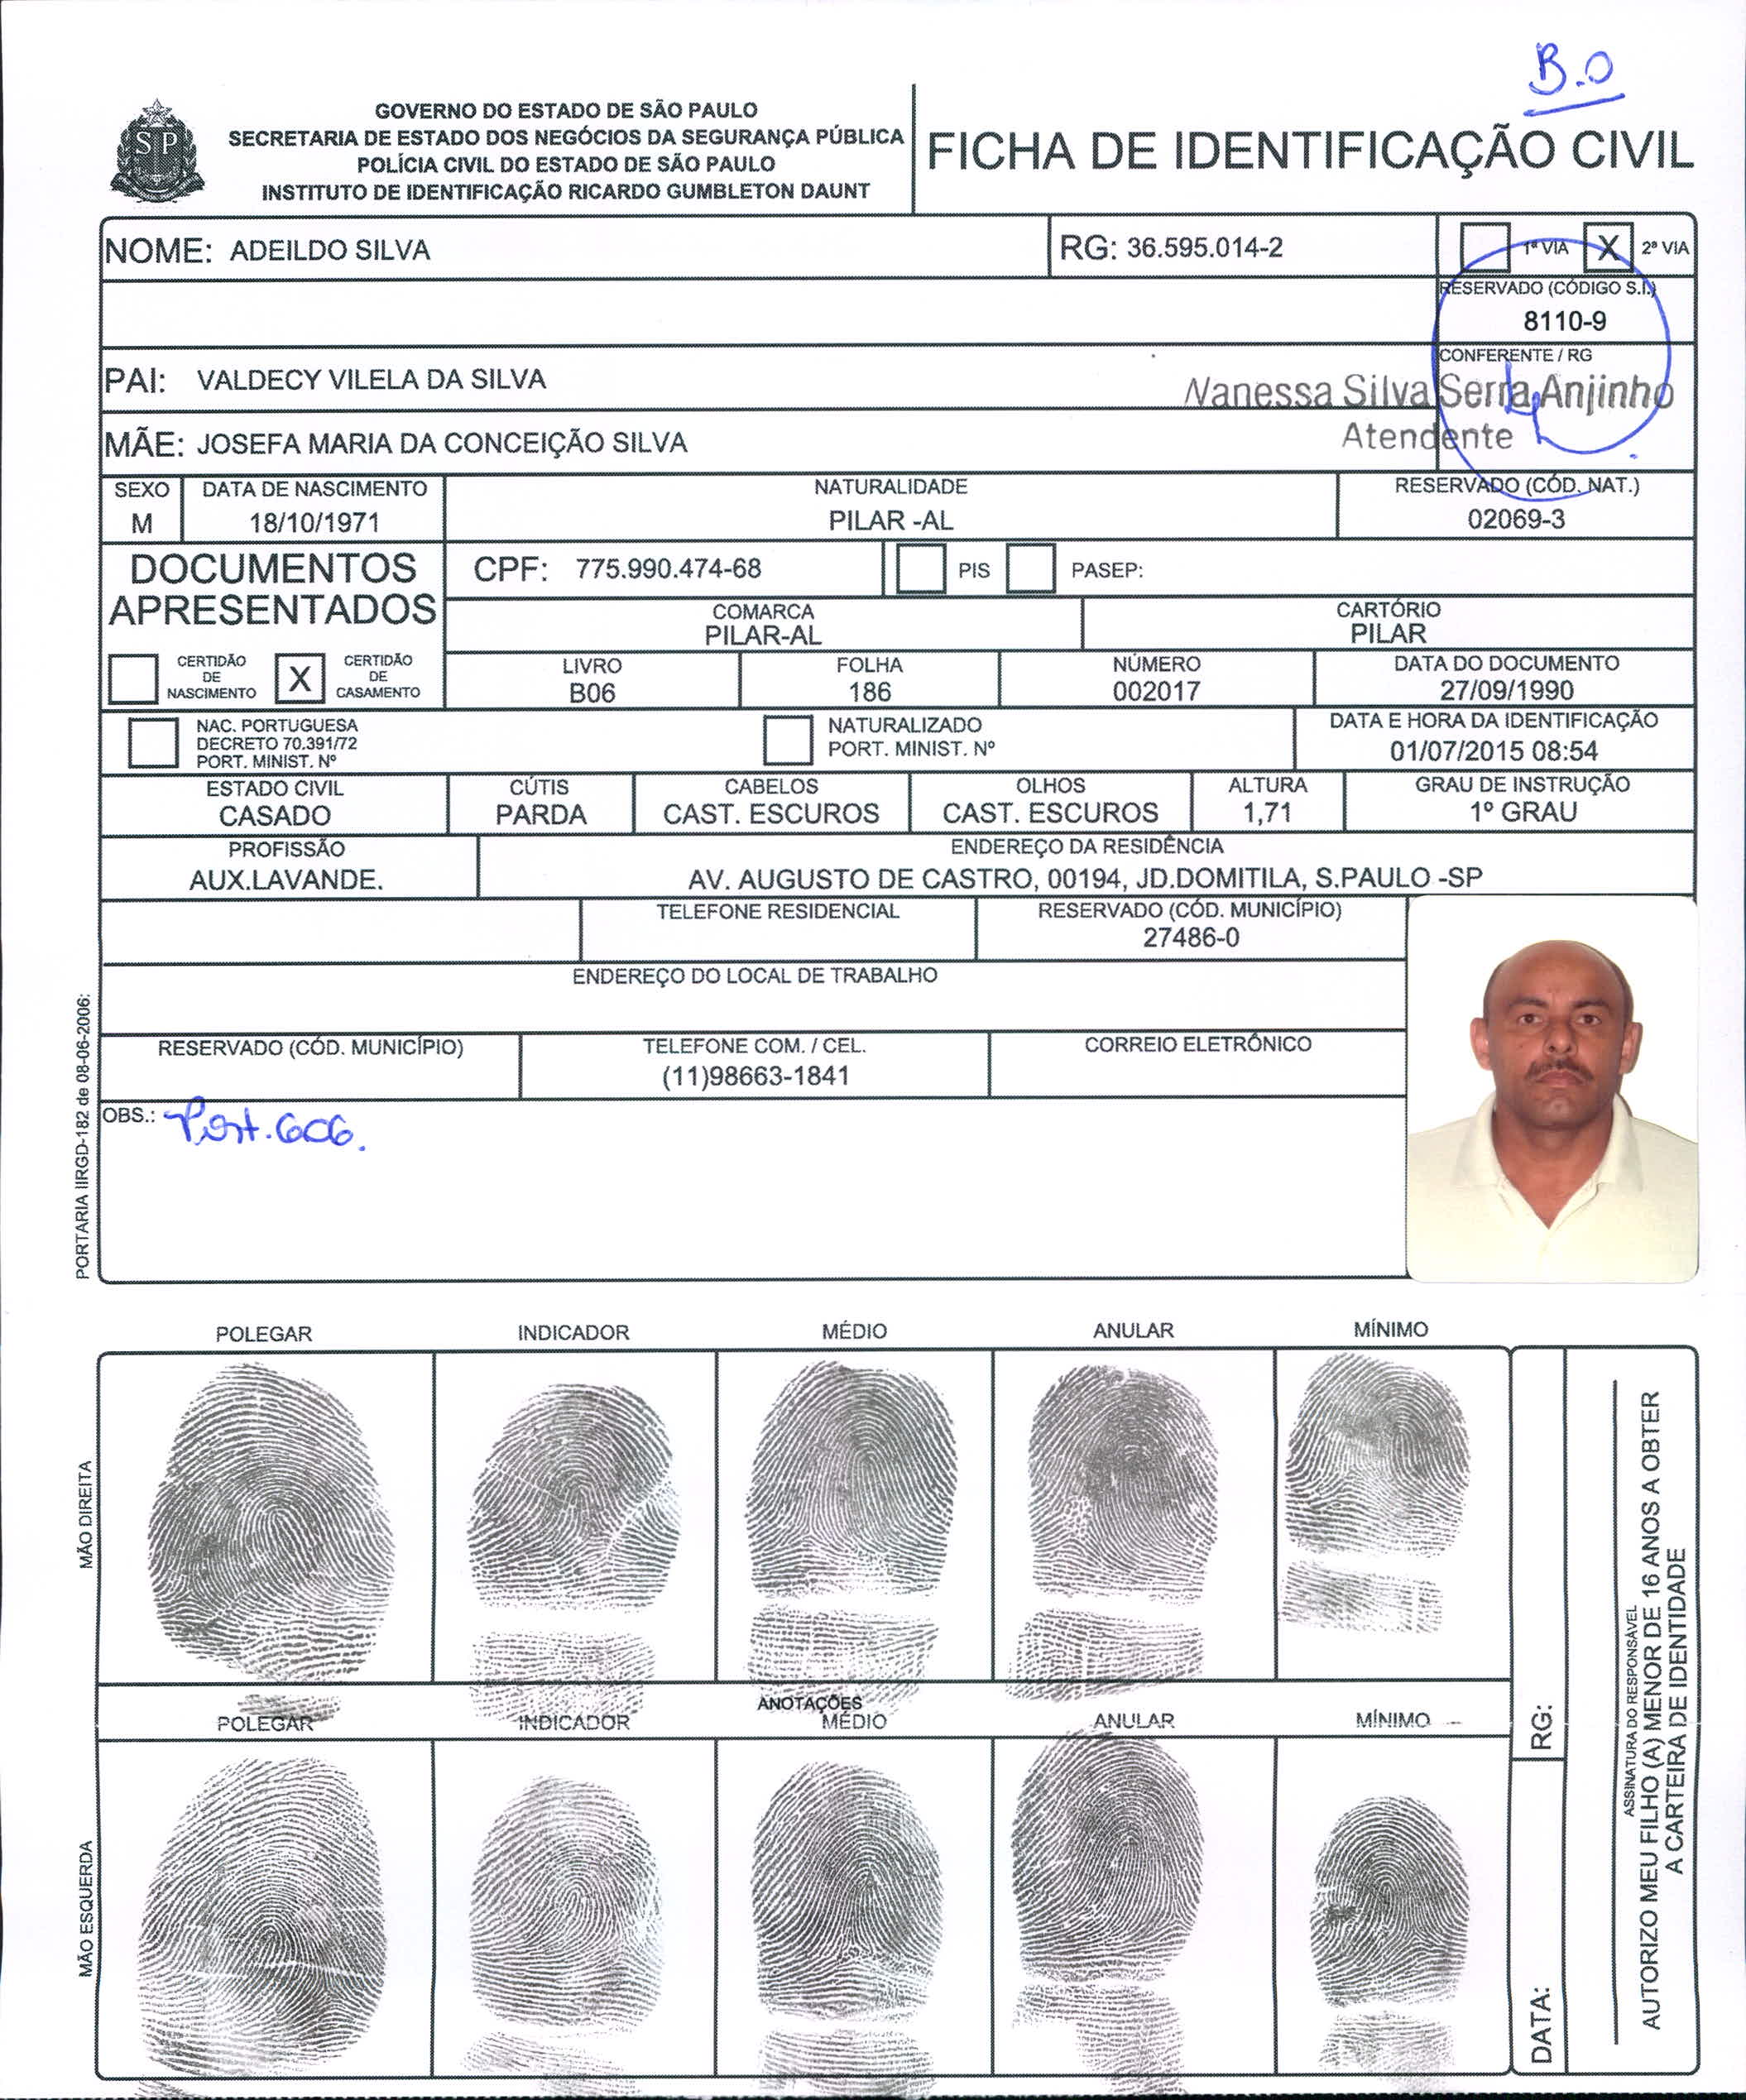 B.O
GOVERNO DO ESTADO DE SÃO PAULO
SECRETARIA DE ESTADO DOS NEGÓCIOS DA SEGURANÇA PÚBLICA
POLÍCIA CIVIL DO ESTADO DE SÃO PAULO
INSTITUTO DE IDENTIFICAÇÃO RICARDO GUMBLETON DAUNT
SP
FICHA DE IDENTIFICAÇÃO CIVIL
NOME: ADEILDO SILVA
RG: 36.595.014-2
1ª VIA X 2ª VIA
RESERVADO (CÓDIGO S.I.)
8110-9
CONFERENTE / RG
PAI: VALDECY VILELA DA SILVA
Vanessa Silva Serra Anjinho
Atendente
MÃE: JOSEFA MARIA DA CONCEIÇÃO SILVA
SEXO DATA DE NASCIMENTO NATURALIDADE RESERVADO (CÓD. NAT.)
M 18/10/1971 PILAR -AL 02069-3
DOCUMENTOS
APRESENTADOS
CPF: 775.990.474-68 PIS PASEP:
COMARCA CARTÓRIO
PILAR-AL PILAR
CERTIDÃO
DE
NASCIMENTO
X
CERTIDÃO
DE
CASAMENTO
LIVRO FOLHA NÚMERO DATA DO DOCUMENTO
B06 186 002017 27/09/1990
NAC. PORTUGUESA
DECRETO 70.391/72
PORT. MINIST. Nº
NATURALIZADO
PORT. MINIST. Nº
DATA E HORA DA IDENTIFICAÇÃO
01/07/2015 08:54
ESTADO CIVIL CÚTIS CABELOS OLHOS ALTURA GRAU DE INSTRUÇÃO
CASADO PARDA CAST. ESCUROS CAST. ESCUROS 1,71 1º GRAU
PROFISSÃO ENDEREÇO DA RESIDÊNCIA
AUX.LAVANDE. AV. AUGUSTO DE CASTRO, 00194, JD.DOMITILA, S.PAULO -SP
TELEFONE RESIDENCIAL RESERVADO (CÓD. MUNICÍPIO)
27486-0
ENDEREÇO DO LOCAL DE TRABALHO
RESERVADO (CÓD. MUNICÍPIO) TELEFONE COM. / CEL. CORREIO ELETRÔNICO
(11)98663-1841
OBS.: Port. 606.
PORTARIA IIRGD-182 de 08-06-2006:
POLEGAR INDICADOR MÉDIO ANULAR MÍNIMO
MÃO DIREITA
ANOTAÇÕES
POLEGAR INDICADOR MÉDIO ANULAR MÍNIMO
MÃO ESQUERDA
RG:
DATA:
ASSINATURA DO RESPONSÁVEL
AUTORIZO MEU FILHO (A) MENOR DE 16 ANOS A OBTER
A CARTEIRA DE IDENTIDADE